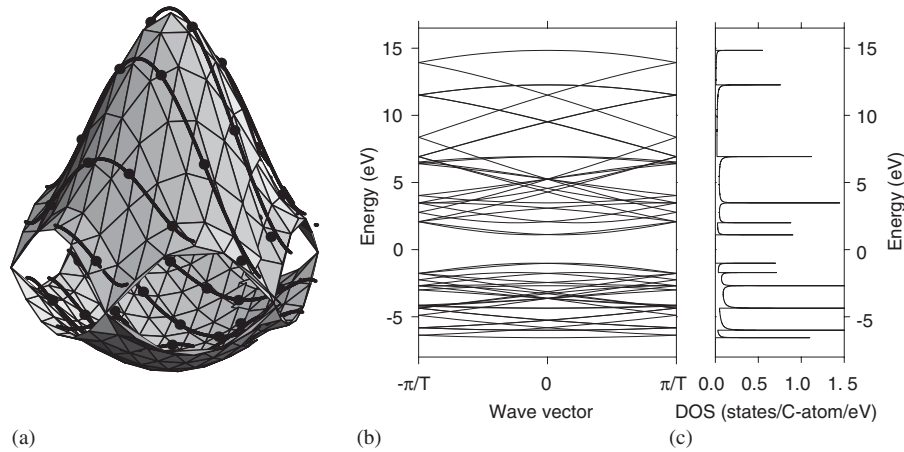 15
10
5
0
-5
Energy (eV)
-π/T
0
π/T
Wave vector
15
10
5
0
-5
Energy (eV)
0.0
0.5
1.0
1.5
DOS (states/C-atom/eV)
(a)
(b)
(c)